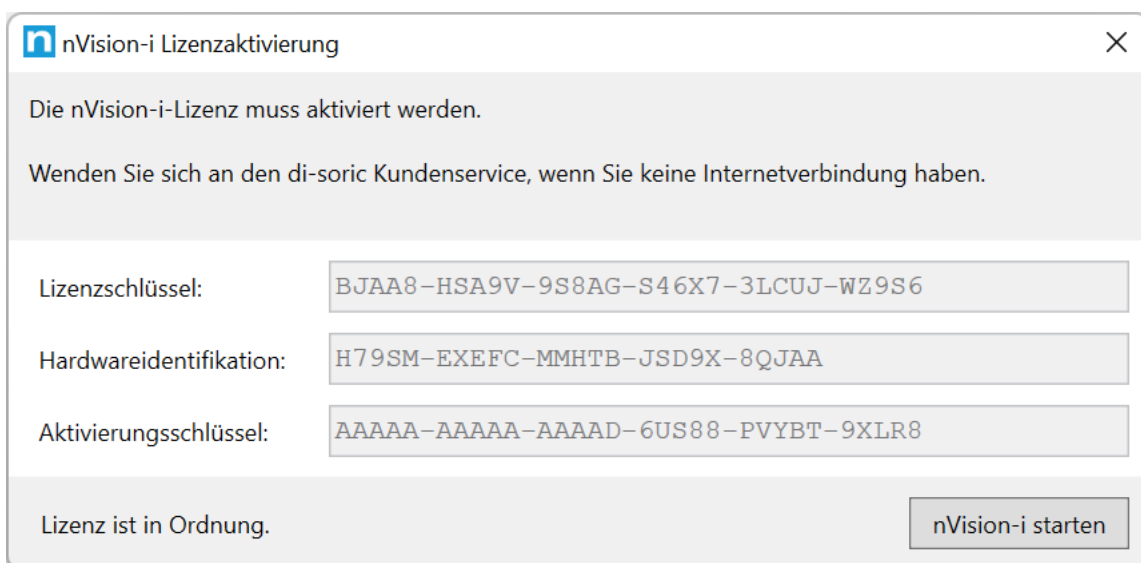 n nVision-i Lizenzaktivierung
Die nVision-i-Lizenz muss aktiviert werden.
Wenden Sie sich an den di-soric Kundenservice, wenn Sie keine Internetverbindung haben.
Lizenzschlüssel: BJAA8-HSA9V-9S8AG-S46X7-3LCUJ-WZ9S6
Hardwareidentifikation: H79SM-EXEFC-MMHTB-JSD9X-8QJAA
Aktivierungsschlüssel: AAAAA-AAAAA-AAAAD-6US88-PVYBT-9XLR8
Lizenz ist in Ordnung. nVision-i starten